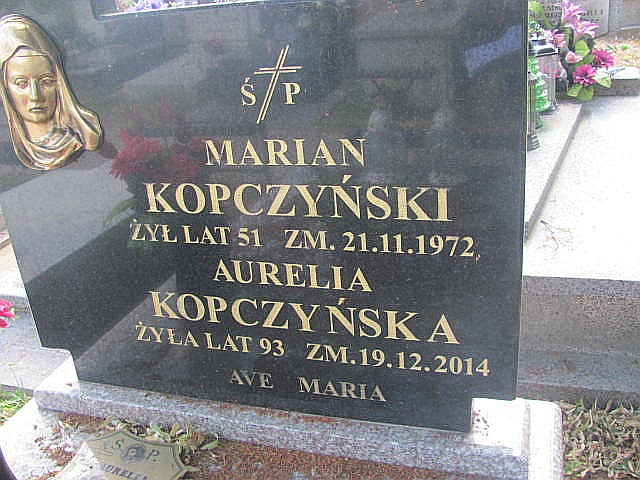 Ś P
MARIAN
KOPCZYŃSKI
ŻYŁ LAT 51 ZM. 21.11.1972
AURELIA
KOPCZYŃSKA
ŻYŁA LAT 93 ZM. 19.12.2014
AVE MARIA
Ś P.
AURELIA